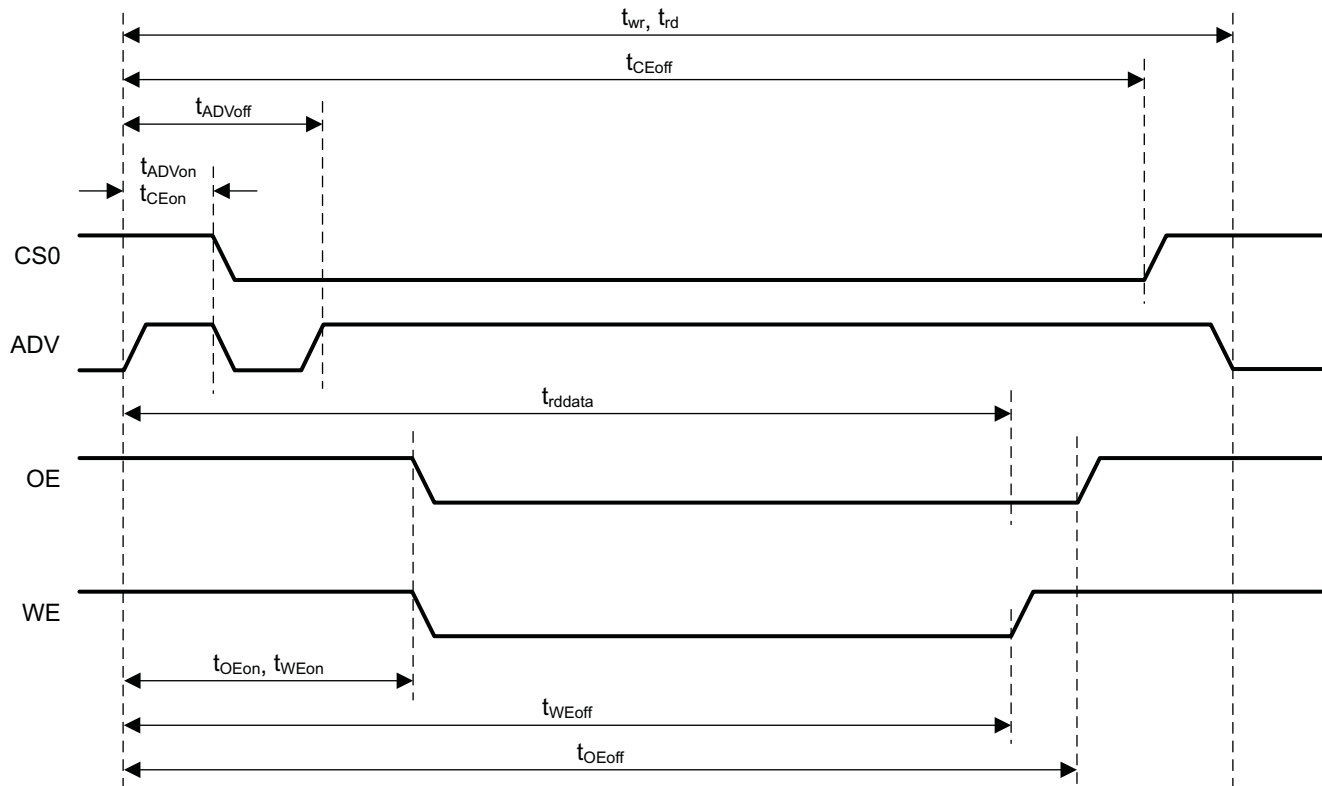 twr, trd
tCEoff
tADVoff
tADVon
tCEon
CS0
ADV
trddata
OE
WE
tOEon, tWEon
tWEoff
tOEoff